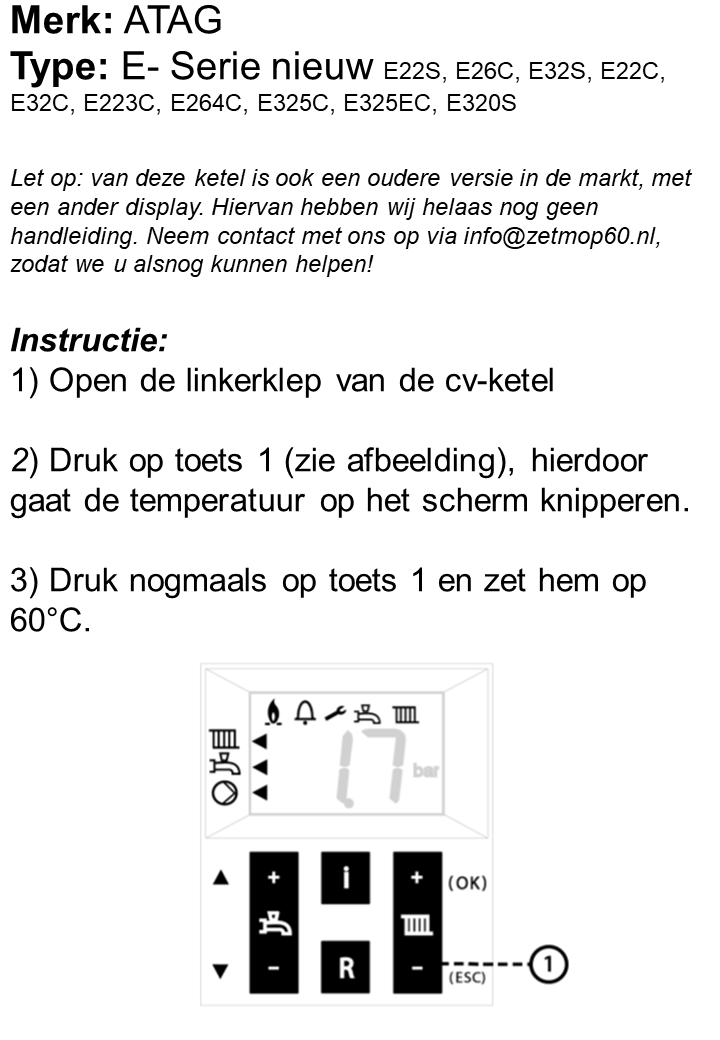 Merk: ATAG
Type: E- Serie nieuw E22S, E26C, E32S, E22C,
E32C, E223C, E264C, E325C, E325EC, E320S
Let op: van deze ketel is ook een oudere versie in de markt, met
een ander display. Hiervan hebben wij helaas nog geen
handleiding. Neem contact met ons op via info@zetmop60.nl,
zodat we u alsnog kunnen helpen!
Instructie:
1) Open de linkerklep van de cv-ketel
2) Druk op toets 1 (zie afbeelding), hierdoor
gaat de temperatuur op het scherm knipperen.
3) Druk nogmaals op toets 1 en zet hem op
60°C.
1.7 bar
+ i + (OK)
- R - (ESC) 1